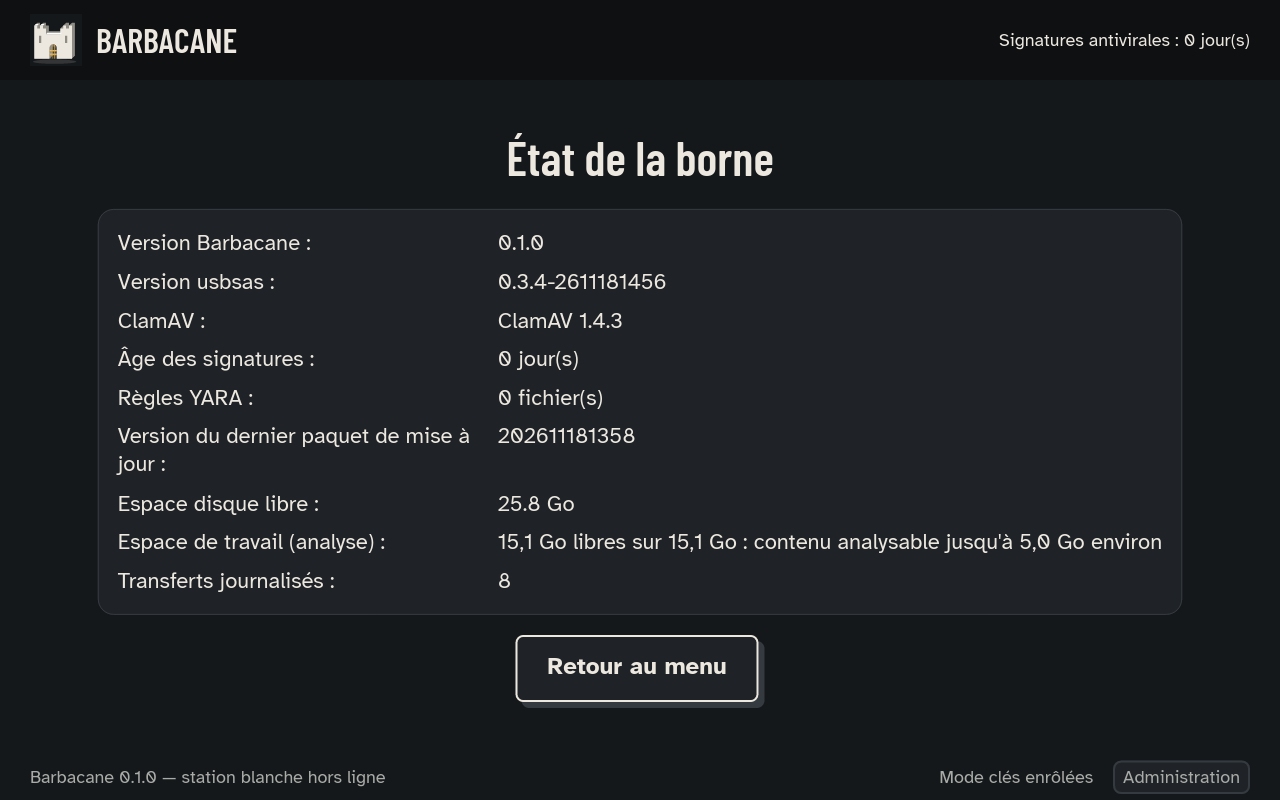 BARBACANE
Signatures antivirales : 0 jour(s)
État de la borne
Version Barbacane : 0.1.0
Version usbsas : 0.3.4-2611181456
ClamAV : ClamAV 1.4.3
Âge des signatures : 0 jour(s)
Règles YARA : 0 fichier(s)
Version du dernier paquet de mise à 202611181358
jour :
Espace disque libre : 25.8 Go
Espace de travail (analyse) : 15,1 Go libres sur 15,1 Go : contenu analysable jusqu'à 5,0 Go environ
Transferts journalisés : 8
Retour au menu
Barbacane 0.1.0 — station blanche hors ligne
Mode clés enrôlées
Administration